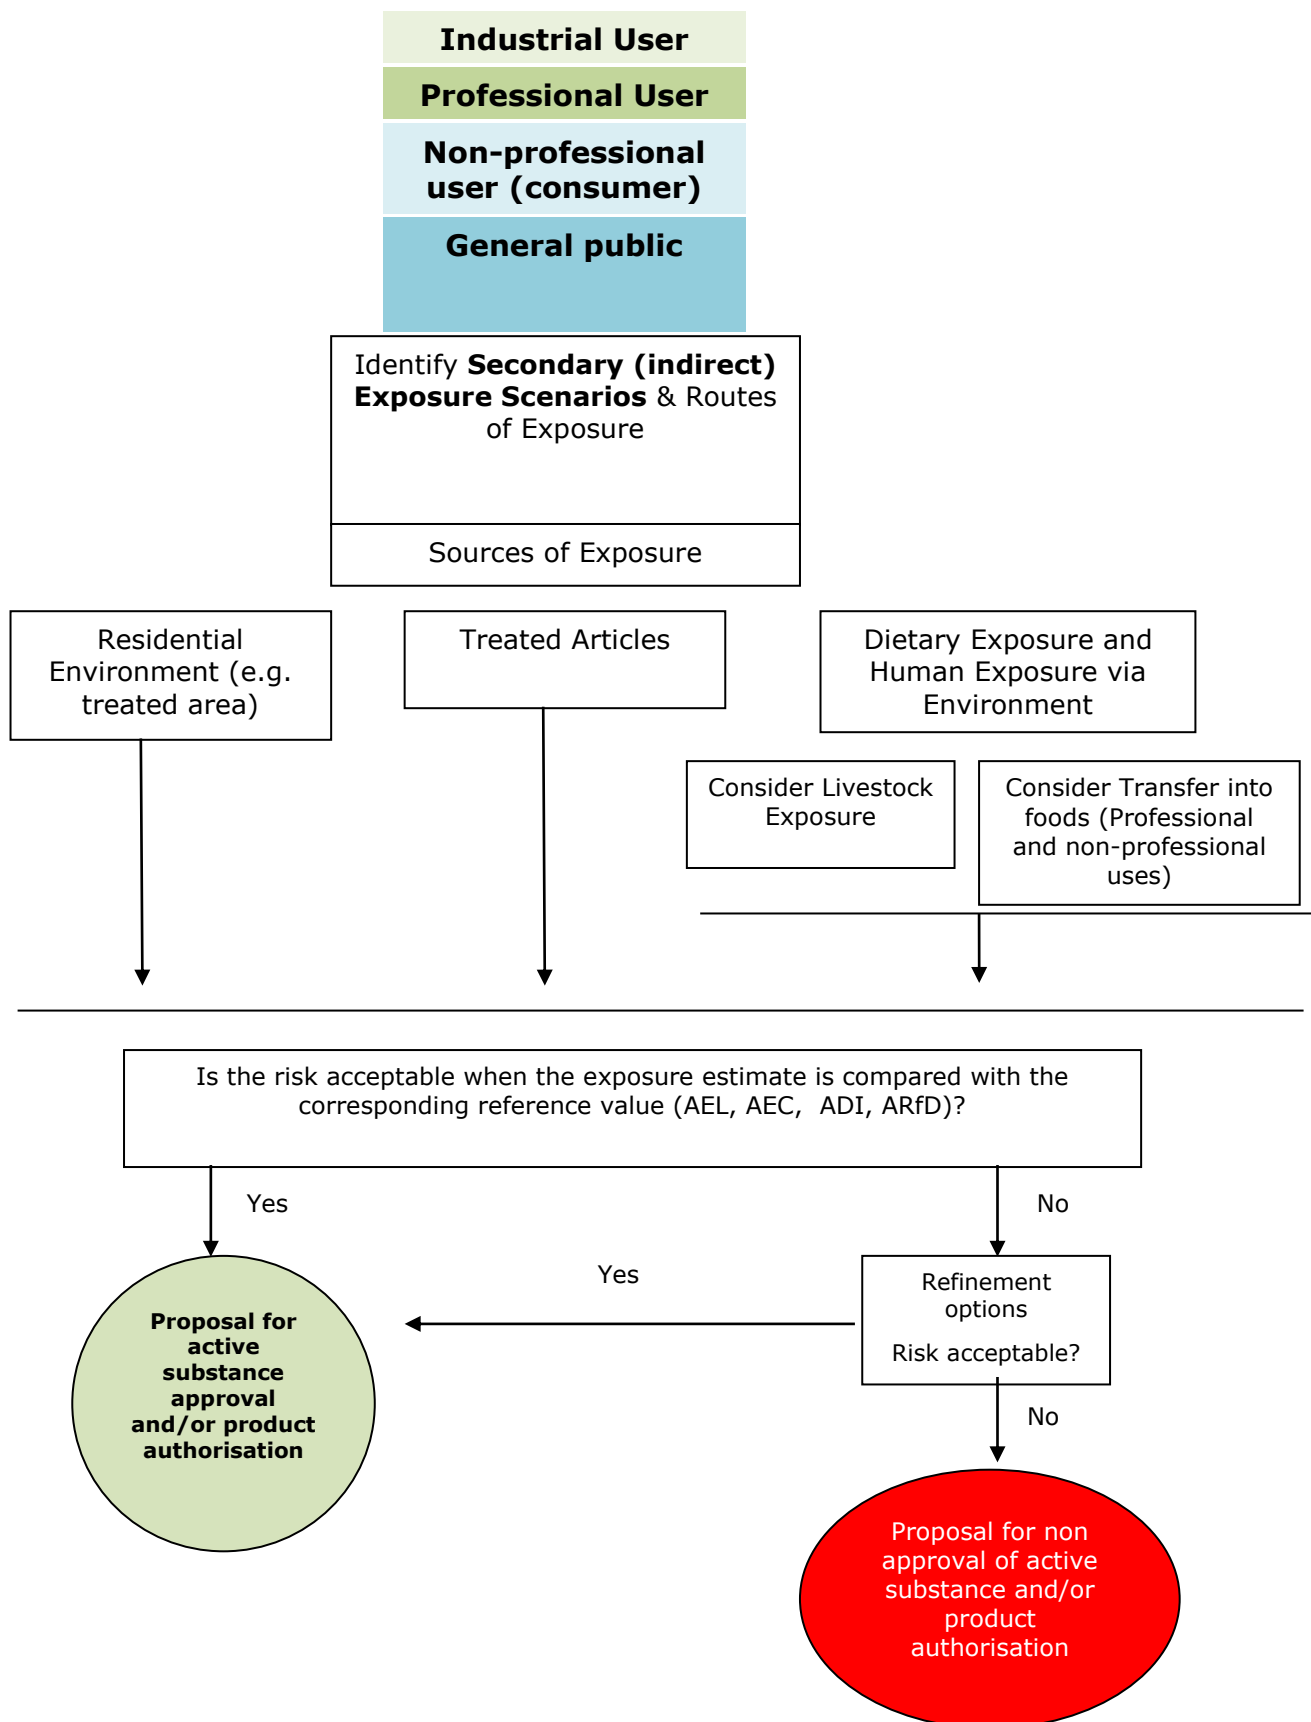 Industrial User
Professional User
Non-professional
user (consumer)
General public
Identify Secondary (indirect)
Exposure Scenarios & Routes
of Exposure
Sources of Exposure
Residential
Environment (e.g.
treated area)
Treated Articles
Dietary Exposure and
Human Exposure via
Environment
Consider Livestock
Exposure
Consider Transfer into
foods (Professional
and non-professional
uses)
Is the risk acceptable when the exposure estimate is compared with the
corresponding reference value (AEL, AEC, ADI, ARfD)?
Yes
No
Yes
Refinement
options
Risk acceptable?
Proposal for
active
substance
approval
and/or product
authorisation
No
Proposal for non
approval of active
substance and/or
product
authorisation